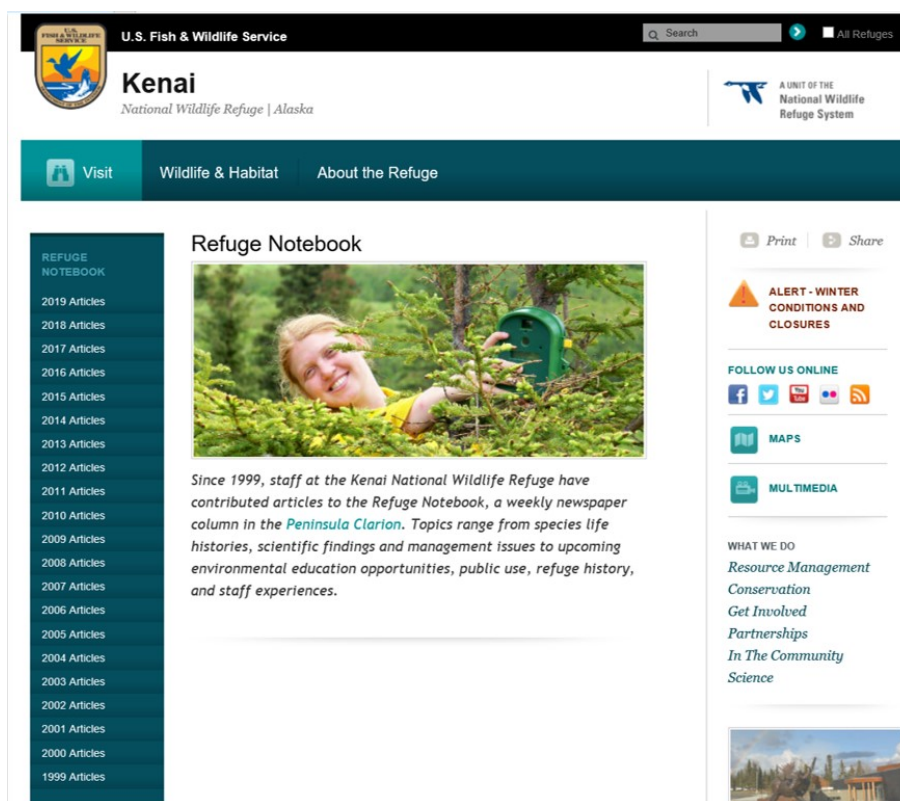 U.S.
FISH & WILDLIFE
SERVICE
U.S. Fish & Wildlife Service
Search
All Refuges
Kenai
National Wildlife Refuge | Alaska
A UNIT OF THE
National Wildlife
Refuge System
Visit
Wildlife & Habitat
About the Refuge
REFUGE
NOTEBOOK
2019 Articles
2018 Articles
2017 Articles
2016 Articles
2015 Articles
2014 Articles
2013 Articles
2012 Articles
2011 Articles
2010 Articles
2009 Articles
2008 Articles
2007 Articles
2006 Articles
2005 Articles
2004 Articles
2003 Articles
2002 Articles
2001 Articles
2000 Articles
1999 Articles
Refuge Notebook
Since 1999, staff at the Kenai National Wildlife Refuge have
contributed articles to the Refuge Notebook, a weekly newspaper
column in the Peninsula Clarion. Topics range from species life
histories, scientific findings and management issues to upcoming
environmental education opportunities, public use, refuge history,
and staff experiences.
Print
Share
ALERT - WINTER
CONDITIONS AND
CLOSURES
FOLLOW US ONLINE
You
Tube
MAPS
MULTIMEDIA
WHAT WE DO
Resource Management
Conservation
Get Involved
Partnerships
In The Community
Science